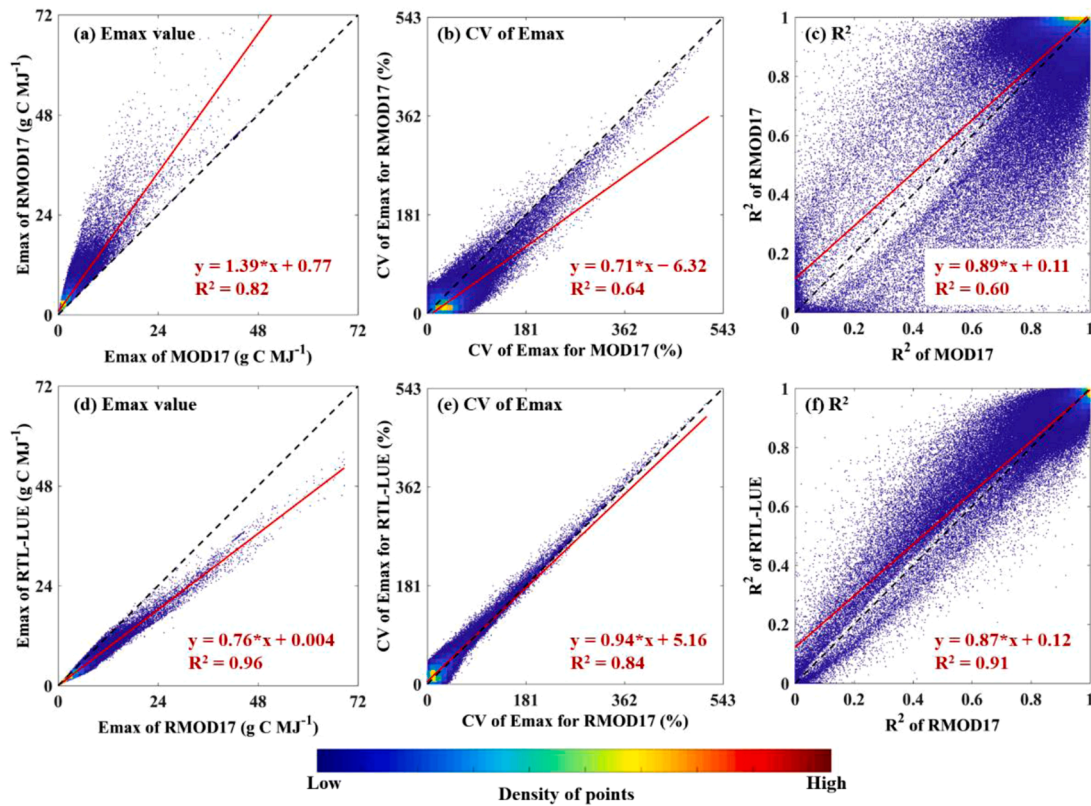 (a) Emax value
72
48
24
0
0
24
48
72
Emax of RMOD17 (g C MJ⁻¹)
Emax of MOD17 (g C MJ⁻¹)
y = 1.39*x + 0.77
R² = 0.82
(b) CV of Emax
543
362
181
0
0
181
362
543
CV of Emax for RMOD17 (%)
CV of Emax for MOD17 (%)
y = 0.71*x − 6.32
R² = 0.64
(c) R²
1
0.8
0.6
0.4
0.2
0
0
0.2
0.4
0.6
0.8
1
R² of RMOD17
R² of MOD17
y = 0.89*x + 0.11
R² = 0.60
(d) Emax value
72
48
24
0
0
24
48
72
Emax of RTL-LUE (g C MJ⁻¹)
Emax of RMOD17 (g C MJ⁻¹)
y = 0.76*x + 0.004
R² = 0.96
(e) CV of Emax
543
362
181
0
0
181
362
543
CV of Emax for RTL-LUE (%)
CV of Emax for RMOD17 (%)
y = 0.94*x + 5.16
R² = 0.84
(f) R²
1
0.8
0.6
0.4
0.2
0
0
0.2
0.4
0.6
0.8
1
R² of RTL-LUE
R² of RMOD17
y = 0.87*x + 0.12
R² = 0.91
Low
High
Density of points